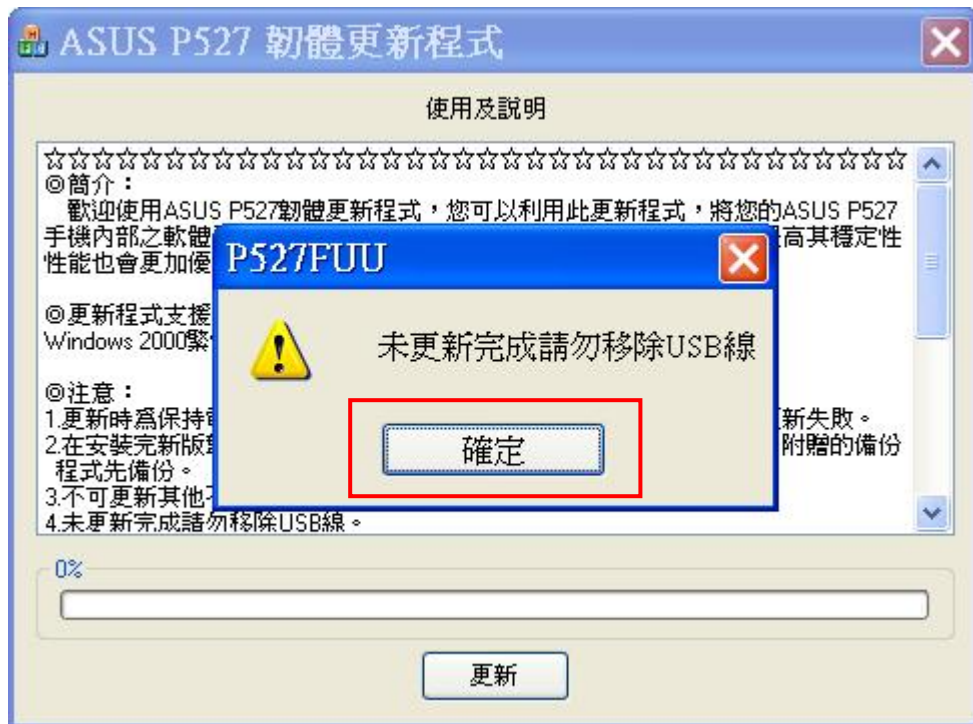 ASUS P527 韌體更新程式
使用及說明
☆☆☆☆☆☆☆☆☆☆☆☆☆☆☆☆☆☆☆☆☆☆☆☆☆☆☆☆☆☆☆☆☆☆☆☆
◎簡介：
歡迎使用ASUS P527韌體更新程式，您可以利用此更新程式，將您的ASUS P527
手機內部之軟體
高其穩定性
性能也會更加優
P527FUU
◎更新程式支援
Windows 2000繁
未更新完成請勿移除USB線
◎注意：
1.更新時為保持
新失敗。
2.在安裝完新版
附贈的備份
程式先備份。
確定
3.不可更新其他
4.未更新完成請勿移除USB線。
0%
更新